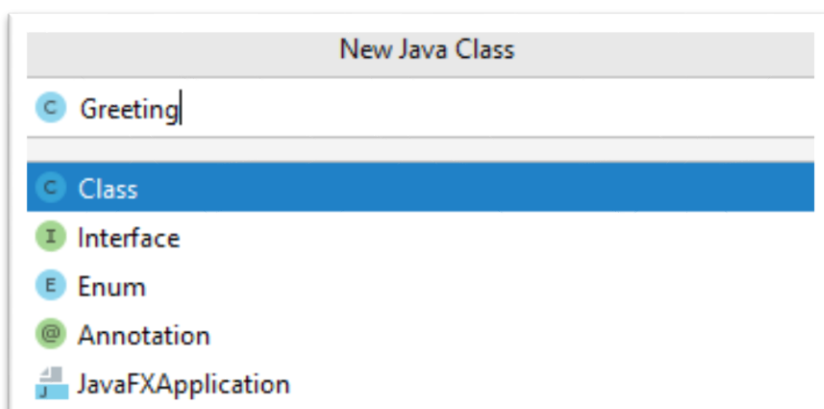 New Java Class
C Greeting
C Class
I Interface
E Enum
@ Annotation
J JavaFXApplication